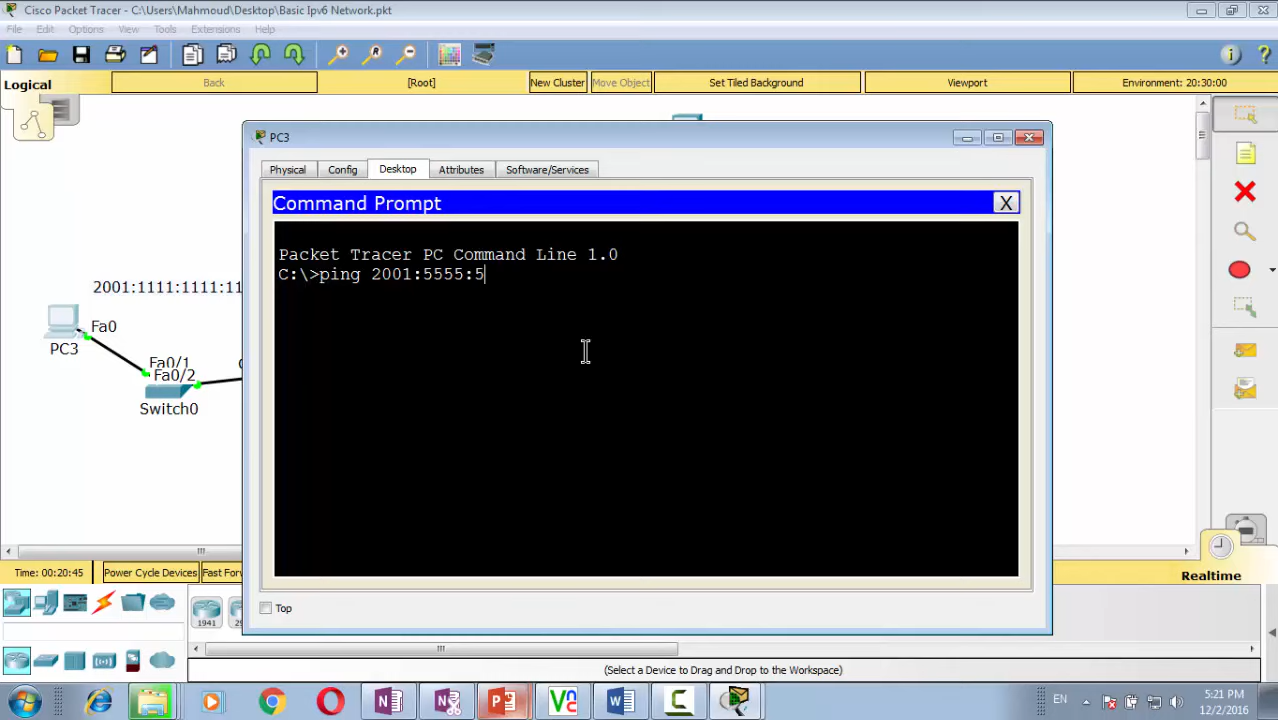 Cisco Packet Tracer - C:\Users\Mahmoud\Desktop\Basic Ipv6 Network.pkt
File Edit Options View Tools Extensions Help
Logical Back [Root] New Cluster Move Object Set Tiled Background Viewport Environment: 20:30:00
PC3
Physical Config Desktop Attributes Software/Services
Command Prompt X
Packet Tracer PC Command Line 1.0
C:\>ping 2001:5555:5
2001:1111:1111:11
Fa0
PC3
Fa0/1
Fa0/2
Switch0
Time: 00:20:45 Power Cycle Devices Fast For
Realtime
Top
1941
(Select a Device to Drag and Drop to the Workspace)
EN 5:21 PM
12/2/2016